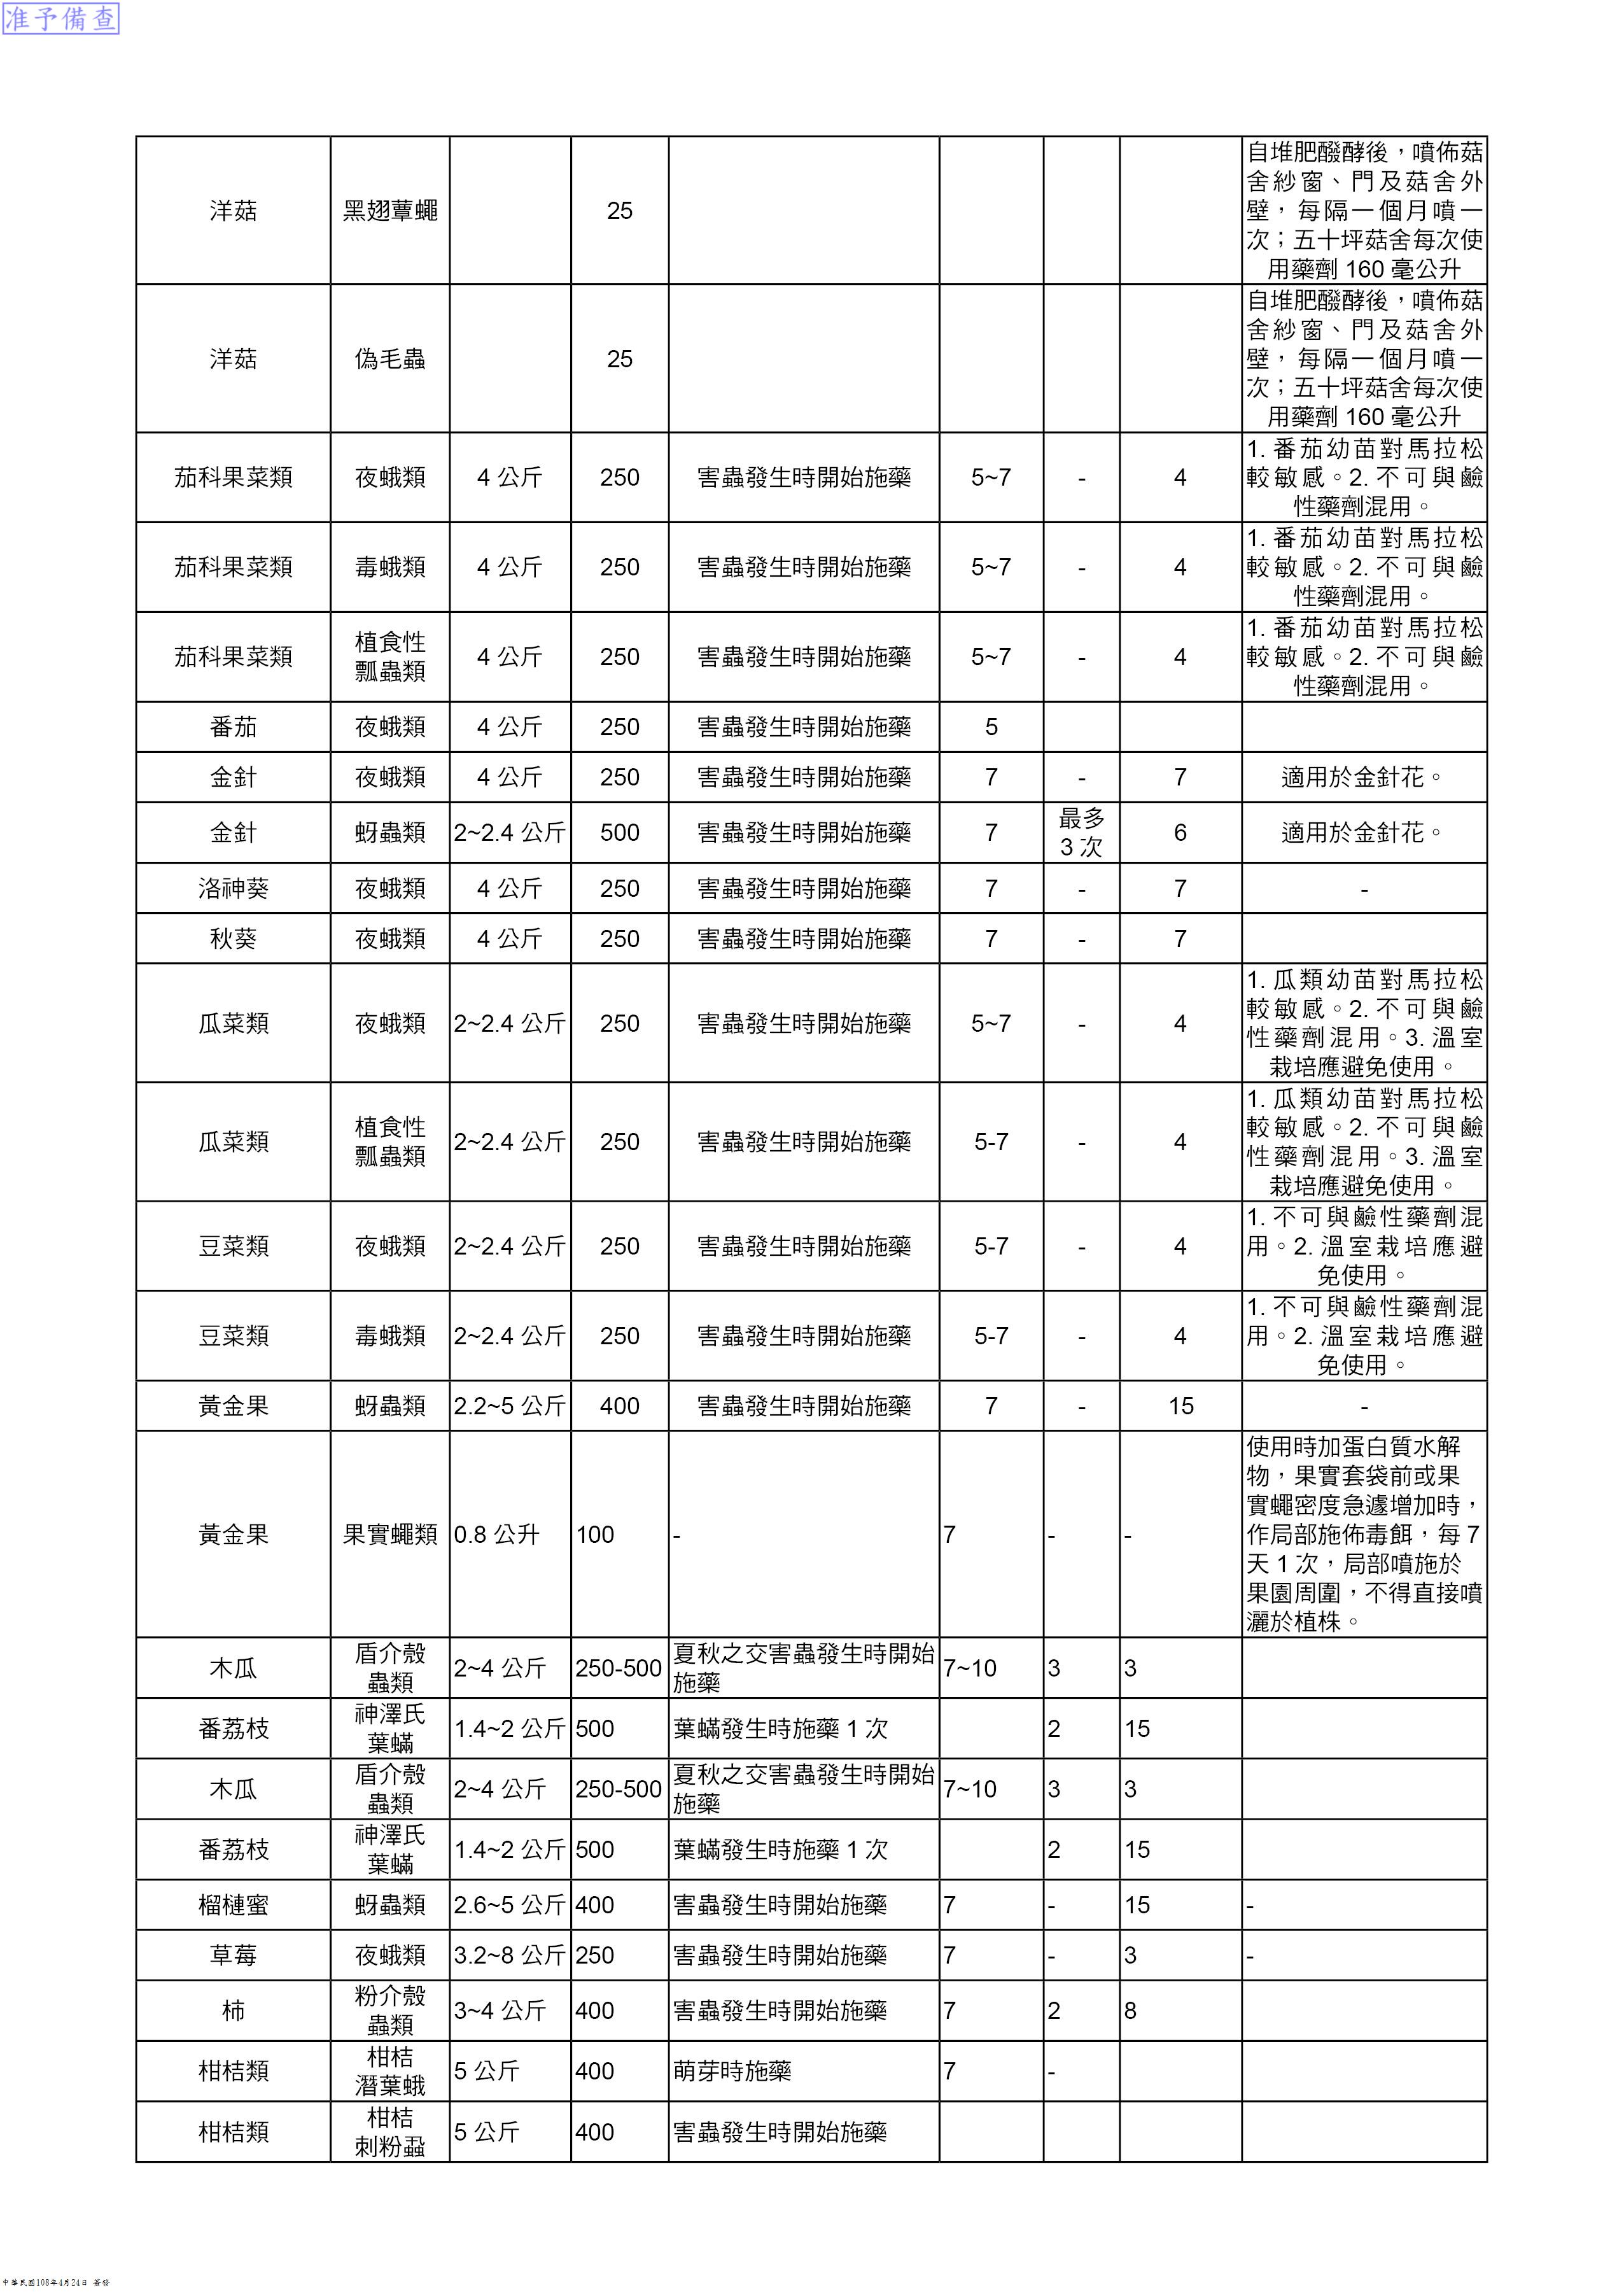 准予備查
洋菇 黑翅蕈蠅 25 自堆肥醱酵後，噴佈菇
舍紗窗、門及菇舍外
壁，每隔一個月噴一
次；五十坪菇舍每次使
用藥劑 160 毫公升
洋菇 偽毛蟲 25 自堆肥醱酵後，噴佈菇
舍紗窗、門及菇舍外
壁，每隔一個月噴一
次；五十坪菇舍每次使
用藥劑 160 毫公升
茄科果菜類 夜蛾類 4 公斤 250 害蟲發生時開始施藥 5~7 - 4 1. 番茄幼苗對馬拉松
較敏感。2. 不可與鹼
性藥劑混用。
茄科果菜類 毒蛾類 4 公斤 250 害蟲發生時開始施藥 5~7 - 4 1. 番茄幼苗對馬拉松
較敏感。2. 不可與鹼
性藥劑混用。
茄科果菜類 植食性
瓢蟲類 4 公斤 250 害蟲發生時開始施藥 5~7 - 4 1. 番茄幼苗對馬拉松
較敏感。2. 不可與鹼
性藥劑混用。
番茄 夜蛾類 4 公斤 250 害蟲發生時開始施藥 5
金針 夜蛾類 4 公斤 250 害蟲發生時開始施藥 7 - 7 適用於金針花。
金針 蚜蟲類 2~2.4 公斤 500 害蟲發生時開始施藥 7 最多
3 次 6 適用於金針花。
洛神葵 夜蛾類 4 公斤 250 害蟲發生時開始施藥 7 - 7 -
秋葵 夜蛾類 4 公斤 250 害蟲發生時開始施藥 7 - 7
瓜菜類 夜蛾類 2~2.4 公斤 250 害蟲發生時開始施藥 5~7 - 4 1. 瓜類幼苗對馬拉松
較敏感。2. 不可與鹼
性藥劑混用。3. 溫室
栽培應避免使用。
瓜菜類 植食性
瓢蟲類 2~2.4 公斤 250 害蟲發生時開始施藥 5-7 - 4 1. 瓜類幼苗對馬拉松
較敏感。2. 不可與鹼
性藥劑混用。3. 溫室
栽培應避免使用。
豆菜類 夜蛾類 2~2.4 公斤 250 害蟲發生時開始施藥 5-7 - 4 1. 不可與鹼性藥劑混
用。2. 溫室栽培應避
免使用。
豆菜類 毒蛾類 2~2.4 公斤 250 害蟲發生時開始施藥 5-7 - 4 1. 不可與鹼性藥劑混
用。2. 溫室栽培應避
免使用。
黃金果 蚜蟲類 2.2~5 公斤 400 害蟲發生時開始施藥 7 - 15 -
黃金果 果實蠅類 0.8 公升 100 - 7 - - 使用時加蛋白質水解
物，果實套袋前或果
實蠅密度急遽增加時，
作局部施佈毒餌，每 7
天 1 次，局部噴施於
果園周圍，不得直接噴
灑於植株。
木瓜 盾介殼
蟲類 2~4 公斤 250-500 夏秋之交害蟲發生時開始
施藥 7~10 3 3
番荔枝 神澤氏
葉蟎 1.4~2 公斤 500 葉蟎發生時施藥 1 次 2 15
木瓜 盾介殼
蟲類 2~4 公斤 250-500 夏秋之交害蟲發生時開始
施藥 7~10 3 3
番荔枝 神澤氏
葉蟎 1.4~2 公斤 500 葉蟎發生時施藥 1 次 2 15
榴槤蜜 蚜蟲類 2.6~5 公斤 400 害蟲發生時開始施藥 7 - 15 -
草莓 夜蛾類 3.2~8 公斤 250 害蟲發生時開始施藥 7 - 3 -
柿 粉介殼
蟲類 3~4 公斤 400 害蟲發生時開始施藥 7 2 8
柑桔類 柑桔
潛葉蛾 5 公斤 400 萌芽時施藥 7 -
柑桔類 柑桔
刺粉蝨 5 公斤 400 害蟲發生時開始施藥
中華民國108年4月24日 簽發